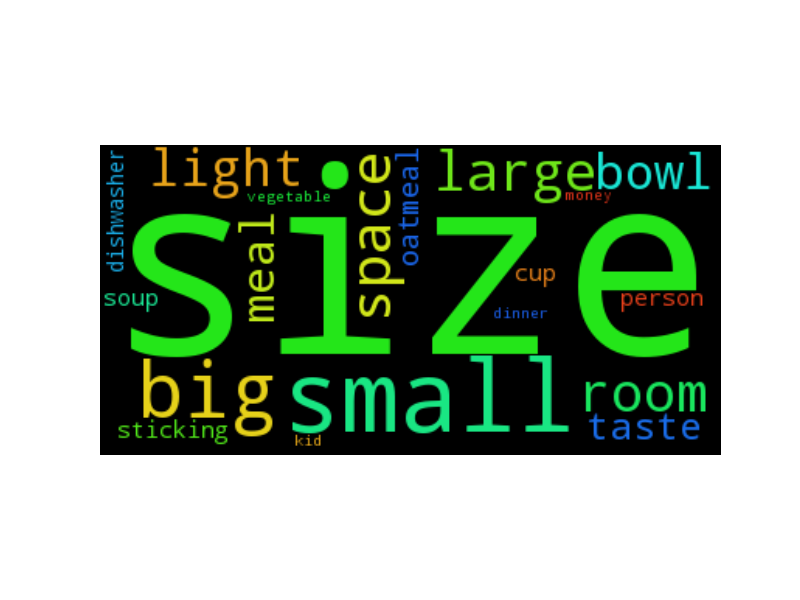 dishwasher
light
vegetable
space
oatmeal
large
bowl
money
size
meal
soup
cup
person
dinner
big
small
room
sticking
kid
taste